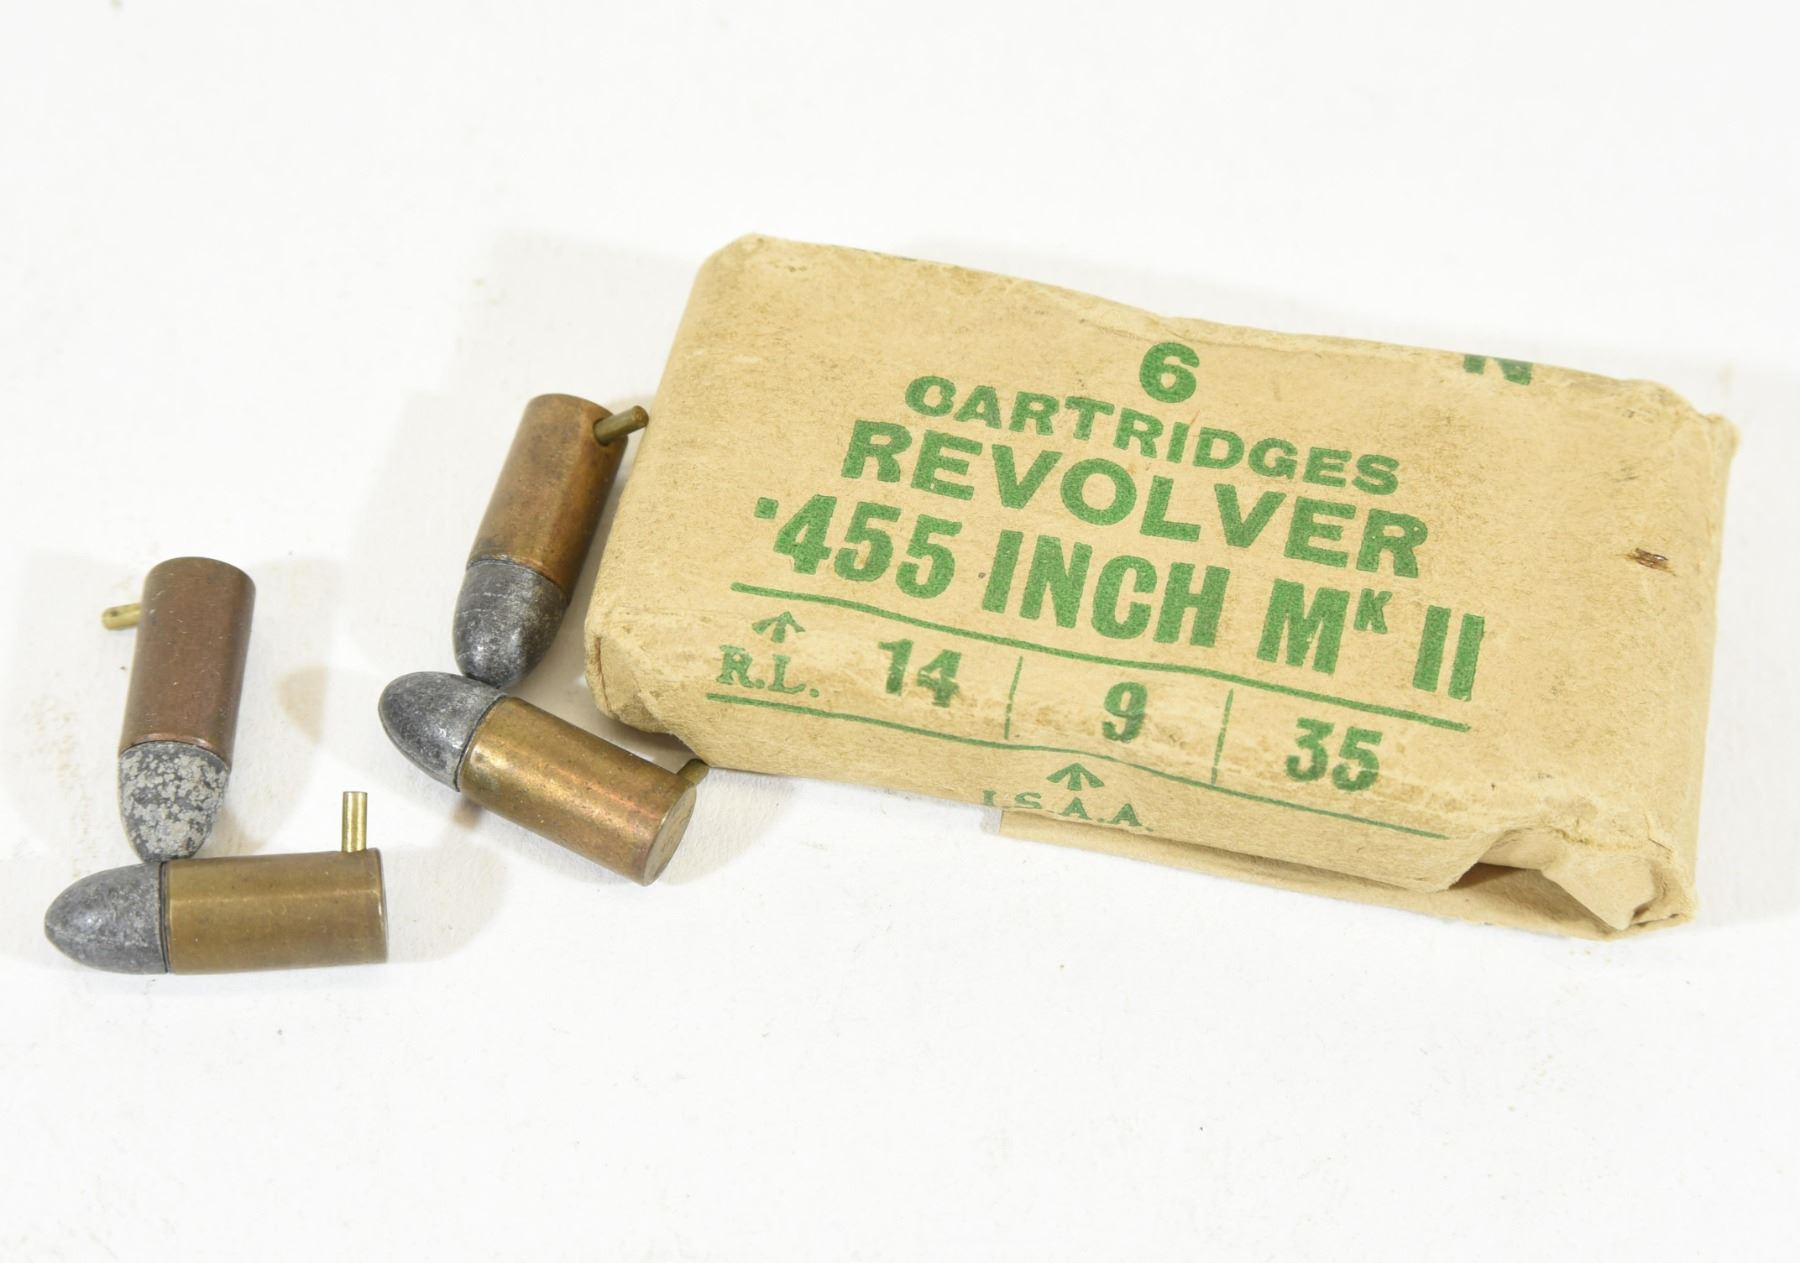 6
CARTRIDGES
REVOLVER
·455 INCH MK II
R.L. 14 9 35
I.S.A.A.
N